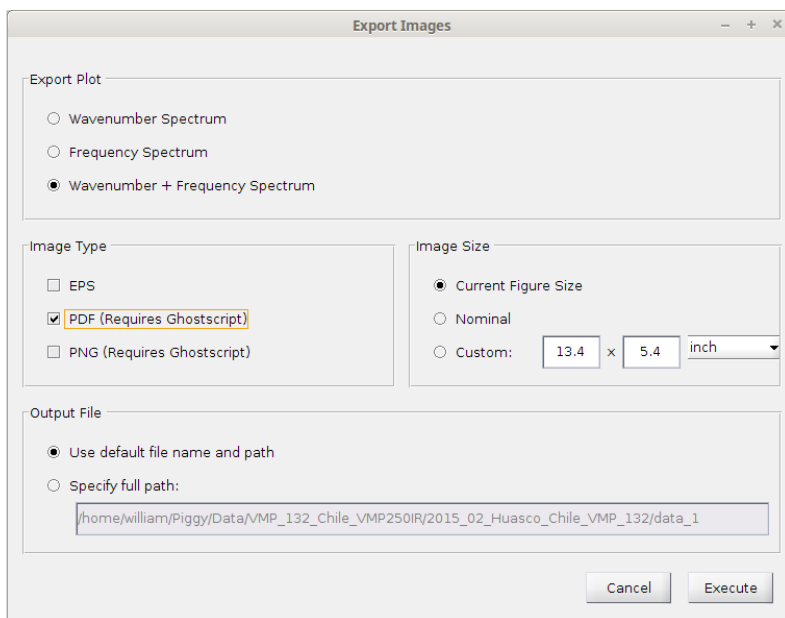 Export Images
Export Plot
Wavenumber Spectrum
Frequency Spectrum
Wavenumber + Frequency Spectrum
Image Type
EPS
PDF (Requires Ghostscript)
PNG (Requires Ghostscript)
Image Size
Current Figure Size
Nominal
Custom: 13.4 x 5.4 inch
Output File
Use default file name and path
Specify full path:
/home/william/Piggy/Data/VMP_132_Chile_VMP250IR/2015_02_Huasco_Chile_VMP_132/data_1
Cancel Execute